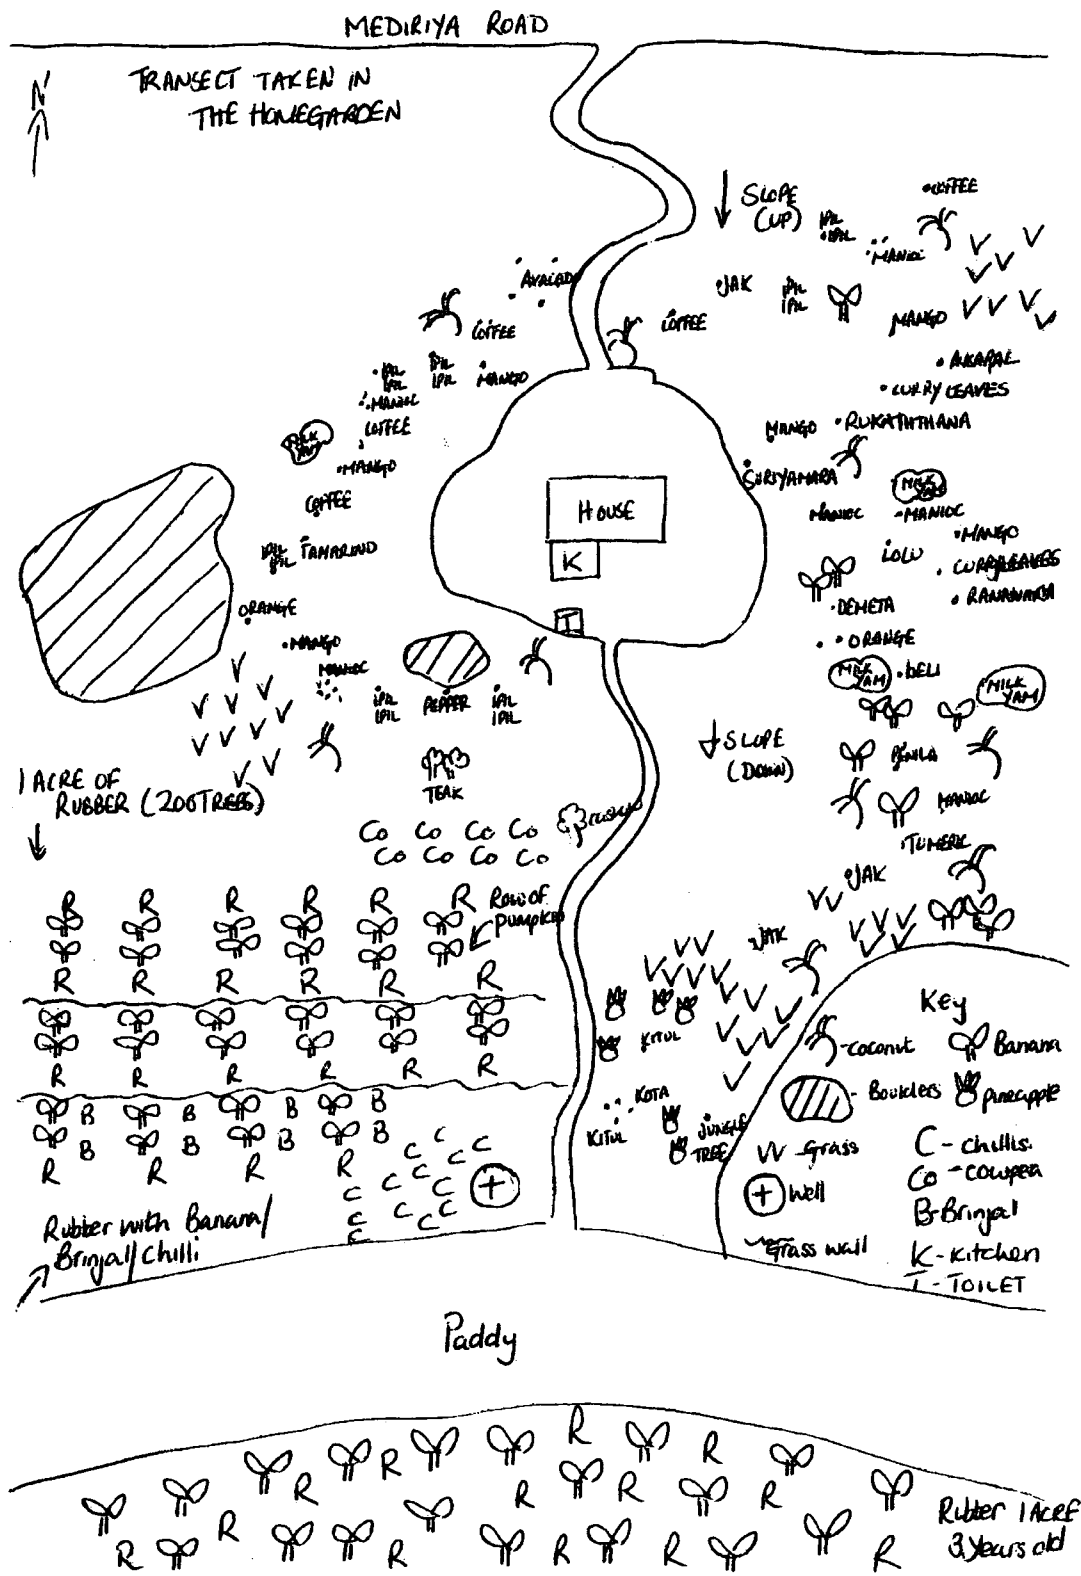 MEDIRIYA ROAD
N
TRANSECT TAKEN IN
THE HOMEGARDEN
SLOPE
(UP)
COFFEE
IPIL
IPIL
MANIOC
AVACADO
JAK
IPIL
IPIL
MANGO
COFFEE
COFFEE
IPIL
IPIL
IPIL
IPIL
MANGO
MANIOC
COFFEE
MILK
YAM
MANGO
COFFEE
IPIL
IPIL
TAMARIND
ORANGE
MANGO
MANIOC
IPIL
IPIL
PEPPER
IPIL
IPIL
TEAK
HOUSE
K
T
CURRY LEAVES
MANGO
RUKATHTHANA
SURIYAMARA
MILK
YAM
MANIOC
MANIOC
MANGO
LOLU
CURRY LEAVES
RANAWARA
DEMETA
ORANGE
MILK
YAM
BELI
MILK
YAM
SLOPE
(DOWN)
MANIOC
TUMERK
JAK
JAK
1 ACRE OF
RUBBER (200 TREES)
Co Co Co Co
Co Co Co Co
R R R R R R
Row of
pumpkin
R R R R R R
R R R R R R
B B B B
B B B B
R R R R
C C C
C C C
C C C
C C C
C
Rubber with Banana/
Brinjal/chilli
KITUL
KOTA
KITUL
JUNGLE
TREE
Key
-coconut
Banana
- Boulders
pineapple
VV -Grass
C - chillis
Well
Co - cowpea
B-Brinjal
Grass wall
K-kitchen
T - TOILET
Paddy
R
R R
R R R R
R
Rubber 1 ACRE
3 years old
R R R R R